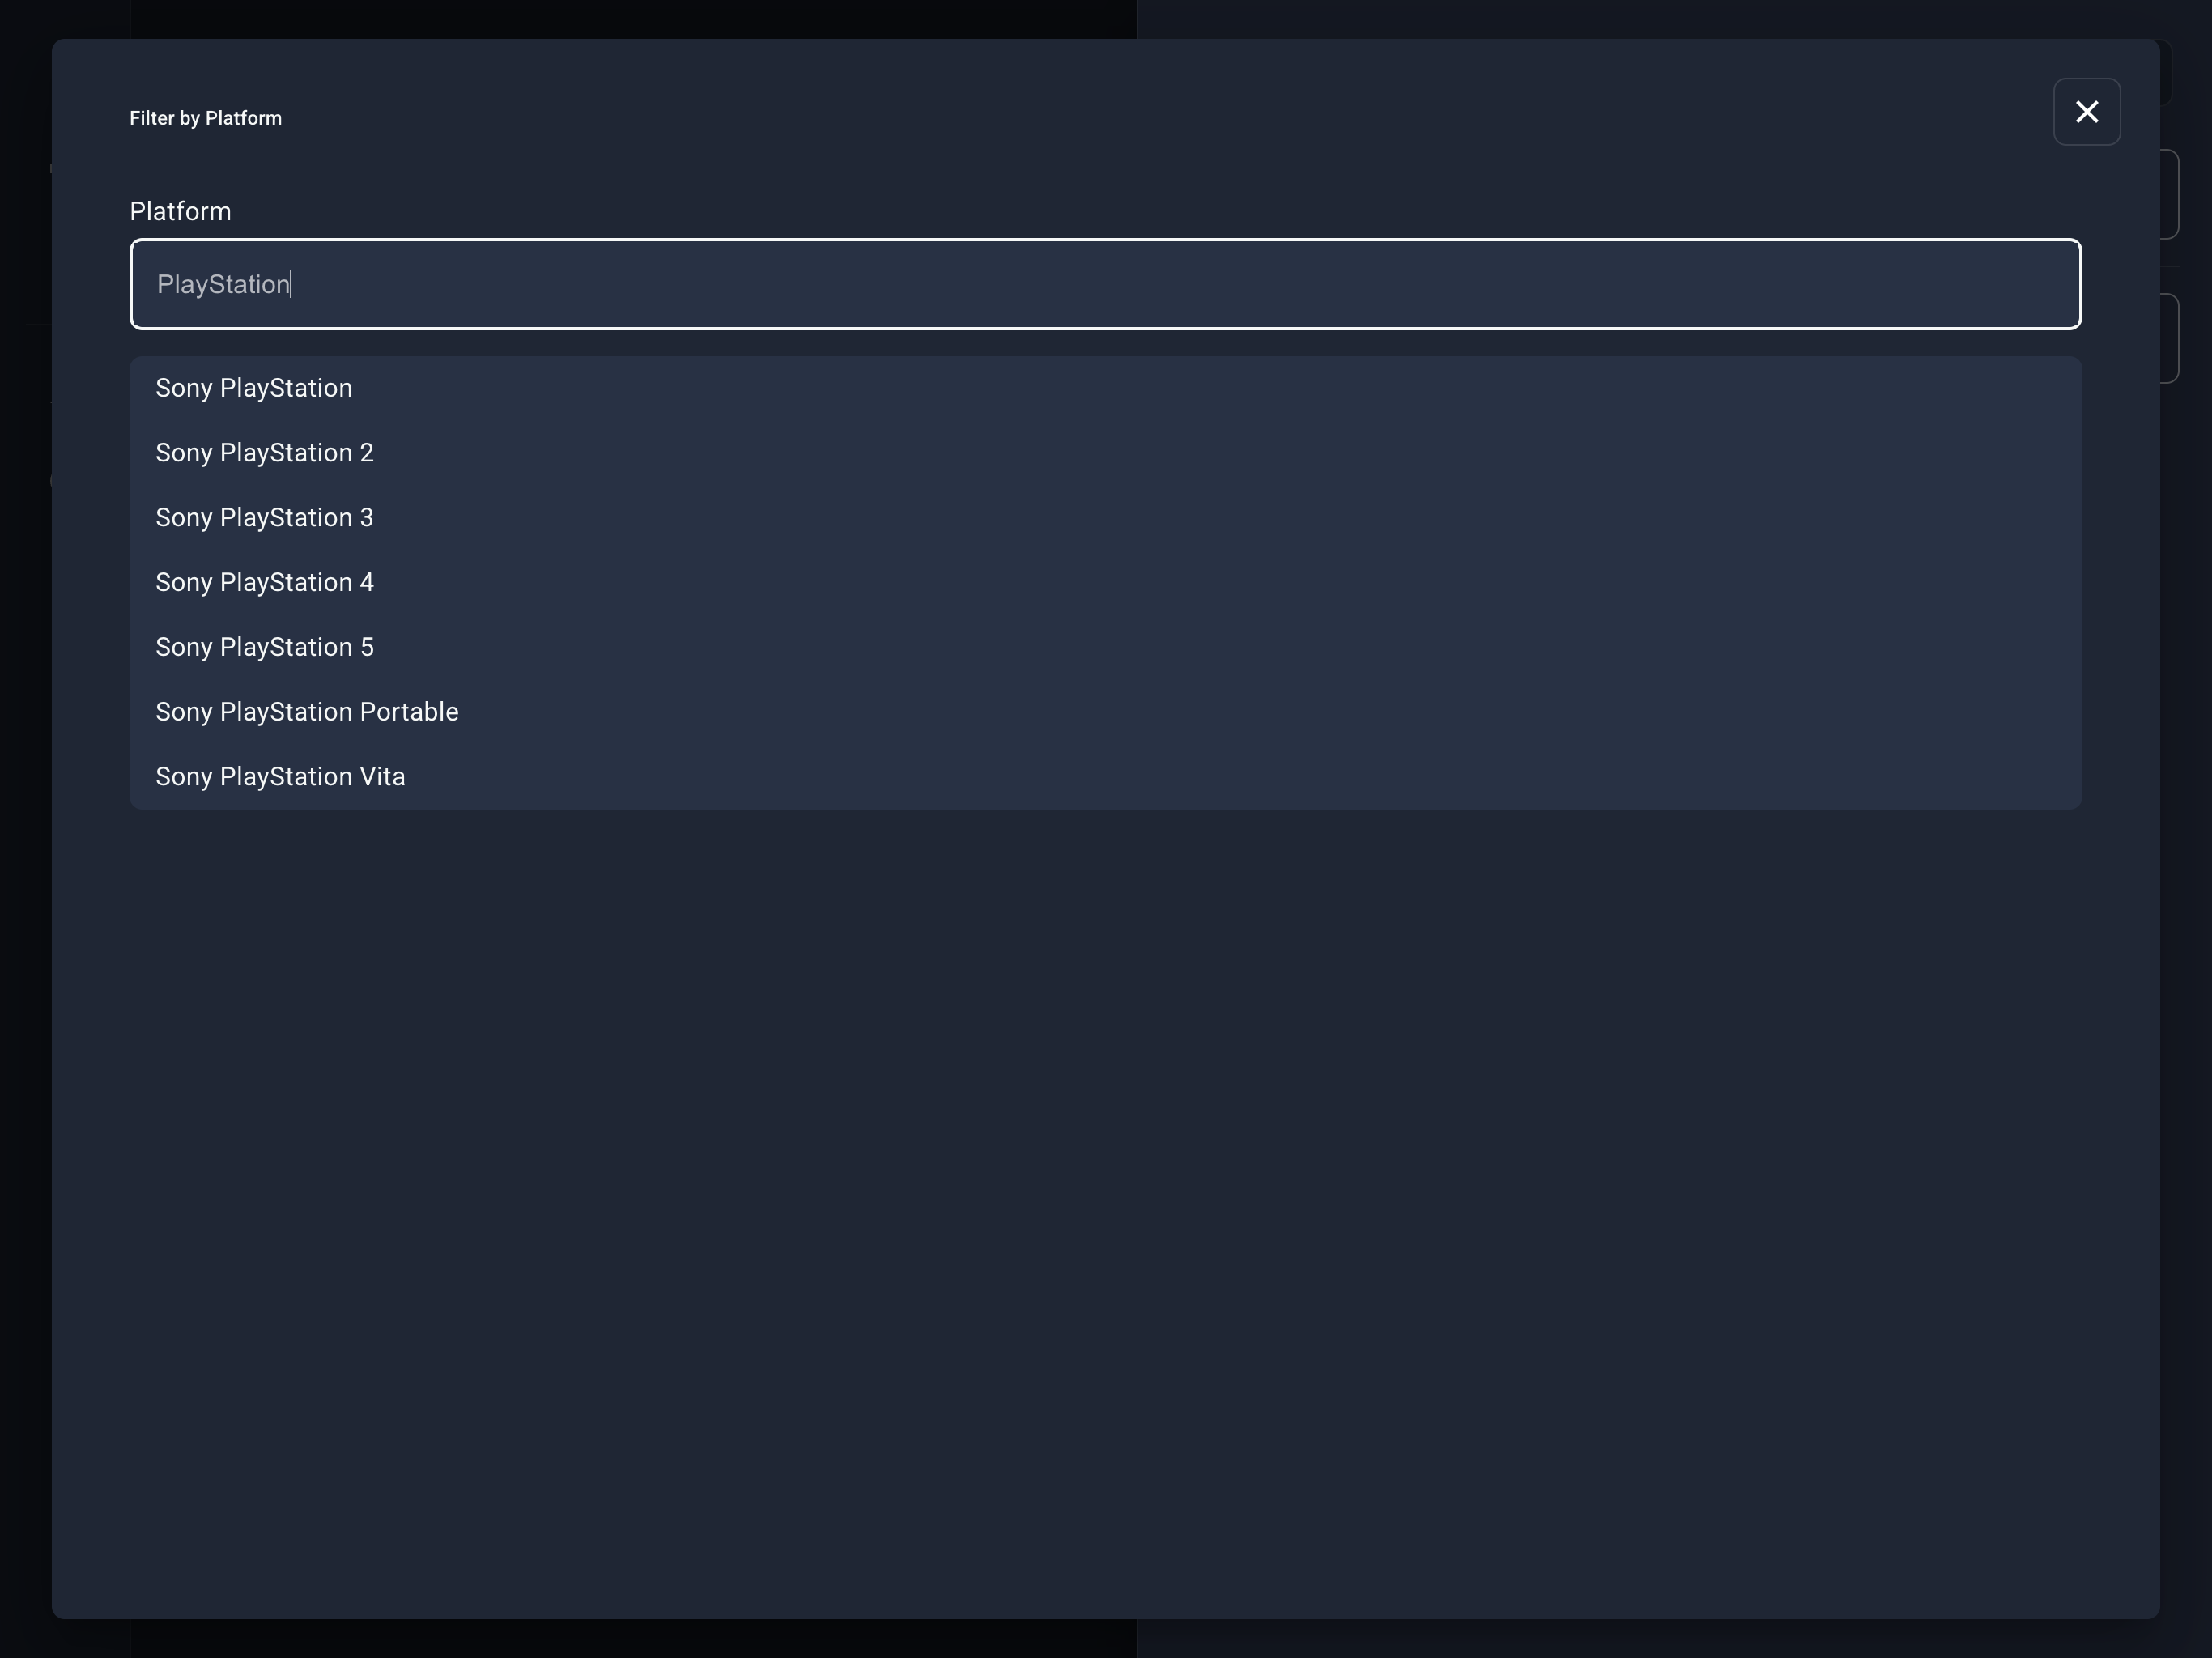 Filter by Platform
Platform
PlayStation
Sony PlayStation
Sony PlayStation 2
Sony PlayStation 3
Sony PlayStation 4
Sony PlayStation 5
Sony PlayStation Portable
Sony PlayStation Vita